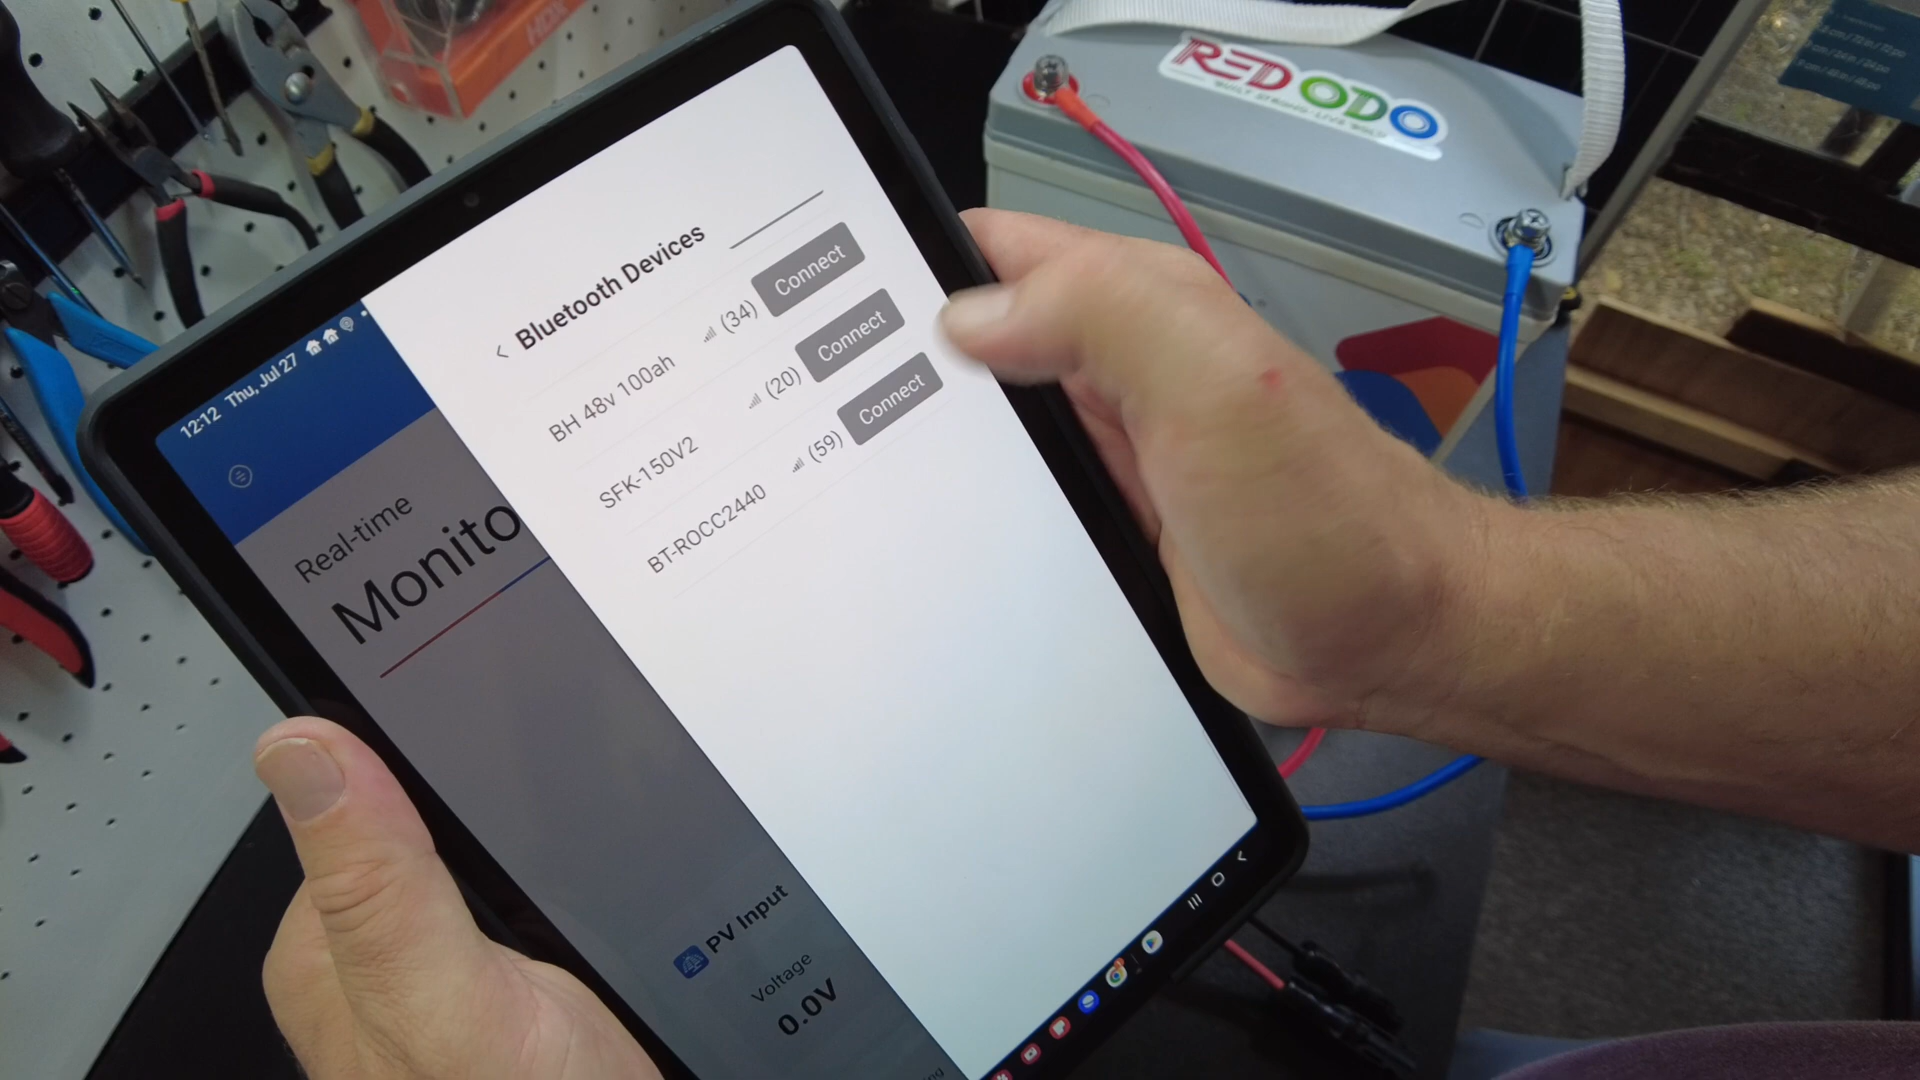 HDX
REDODO
12:12 Thu, Jul 27
Real-time
Monito
Bluetooth Devices
BH 48v 100ah (34) Connect
SFK-150V2 (20) Connect
BT-ROCC2440 (59) Connect
PV Input
Voltage
0.0V